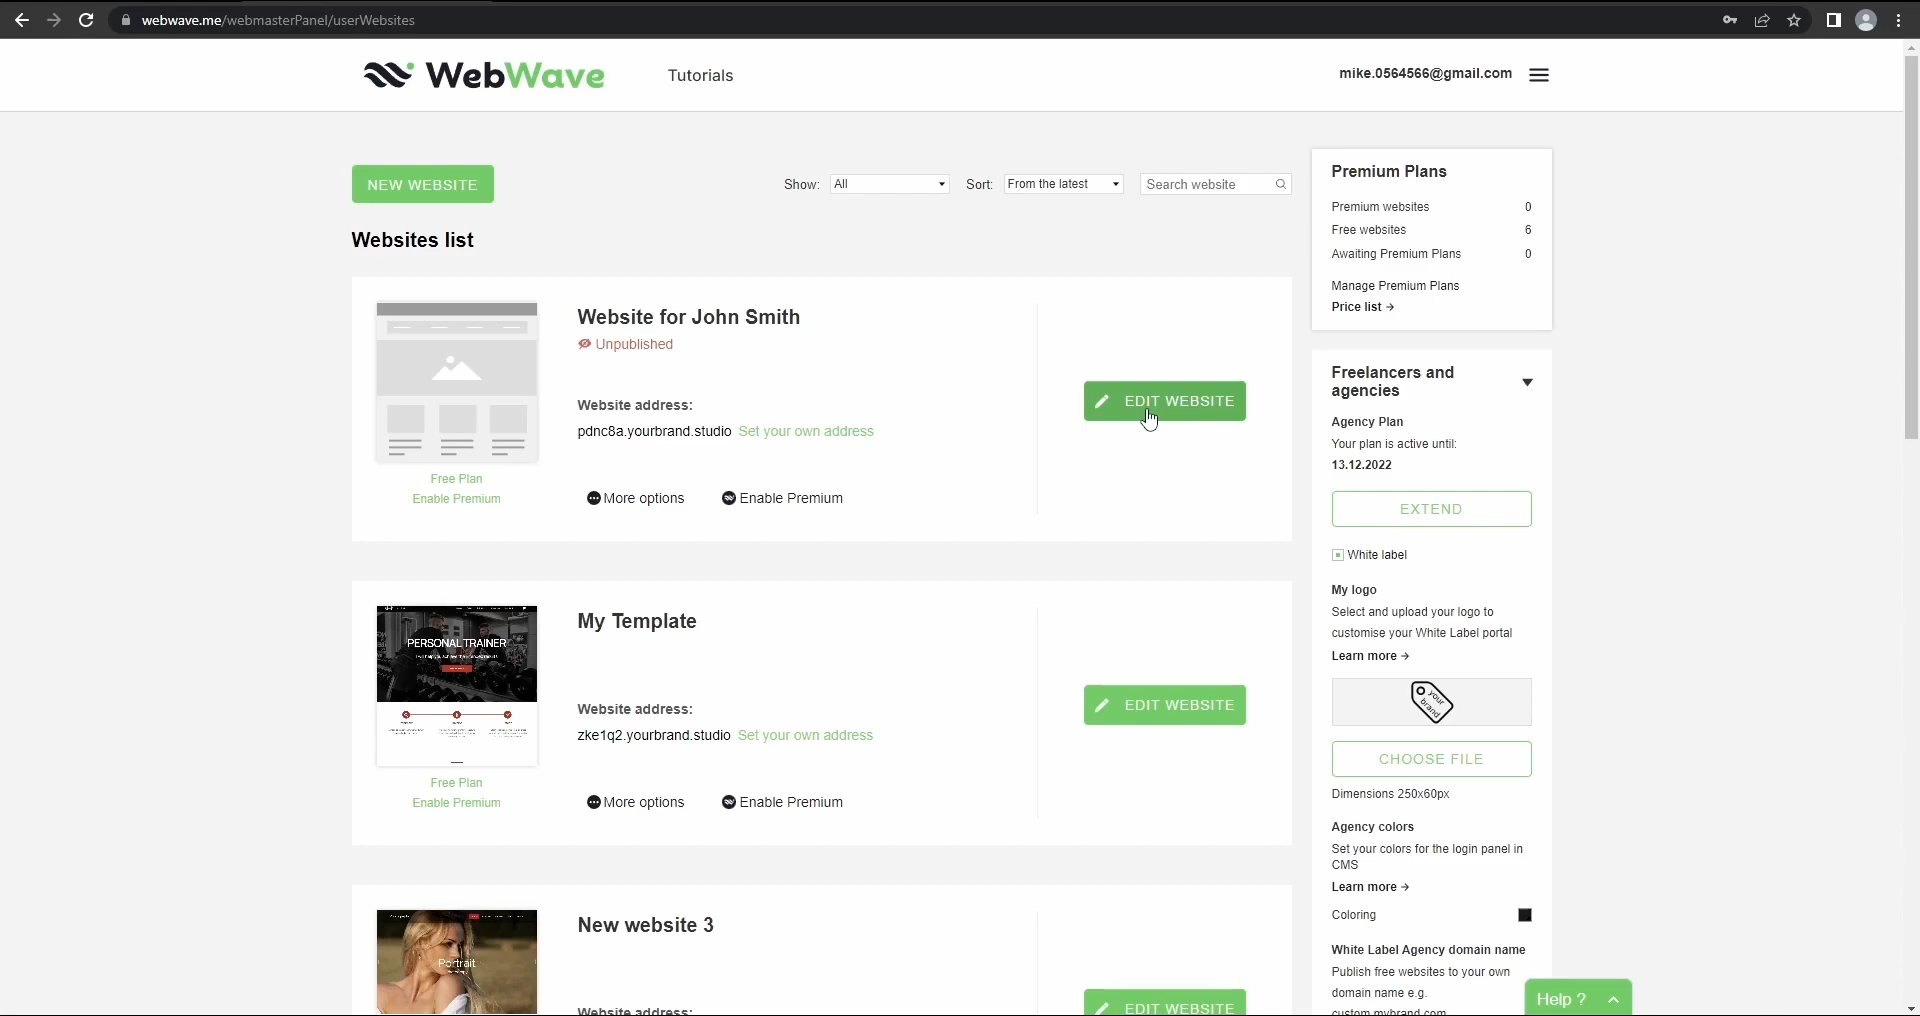 webwave.me/webmasterPanel/userWebsites
WebWave
Tutorials
mike.0564566@gmail.com
NEW WEBSITE
Show:
All
Sort:
From the latest
Search website
Websites list
Website for John Smith
Unpublished
Website address:
pdnc8a.yourbrand.studio Set your own address
Free Plan
Enable Premium
More options
Enable Premium
EDIT WEBSITE
PERSONAL TRAINER
My Template
Website address:
zke1q2.yourbrand.studio Set your own address
Free Plan
Enable Premium
More options
Enable Premium
EDIT WEBSITE
Portrait
New website 3
Website address:
EDIT WEBSITE
Premium Plans
Premium websites 0
Free websites 6
Awaiting Premium Plans 0
Manage Premium Plans
Price list →
Freelancers and
agencies
Agency Plan
Your plan is active until:
13.12.2022
EXTEND
White label
My logo
Select and upload your logo to
customise your White Label portal
Learn more →
your
brand
CHOOSE FILE
Dimensions 250x60px
Agency colors
Set your colors for the login panel in
CMS
Learn more →
Coloring
White Label Agency domain name
Publish free websites to your own
domain name e.g.
custom.mybrand.com
Help ?